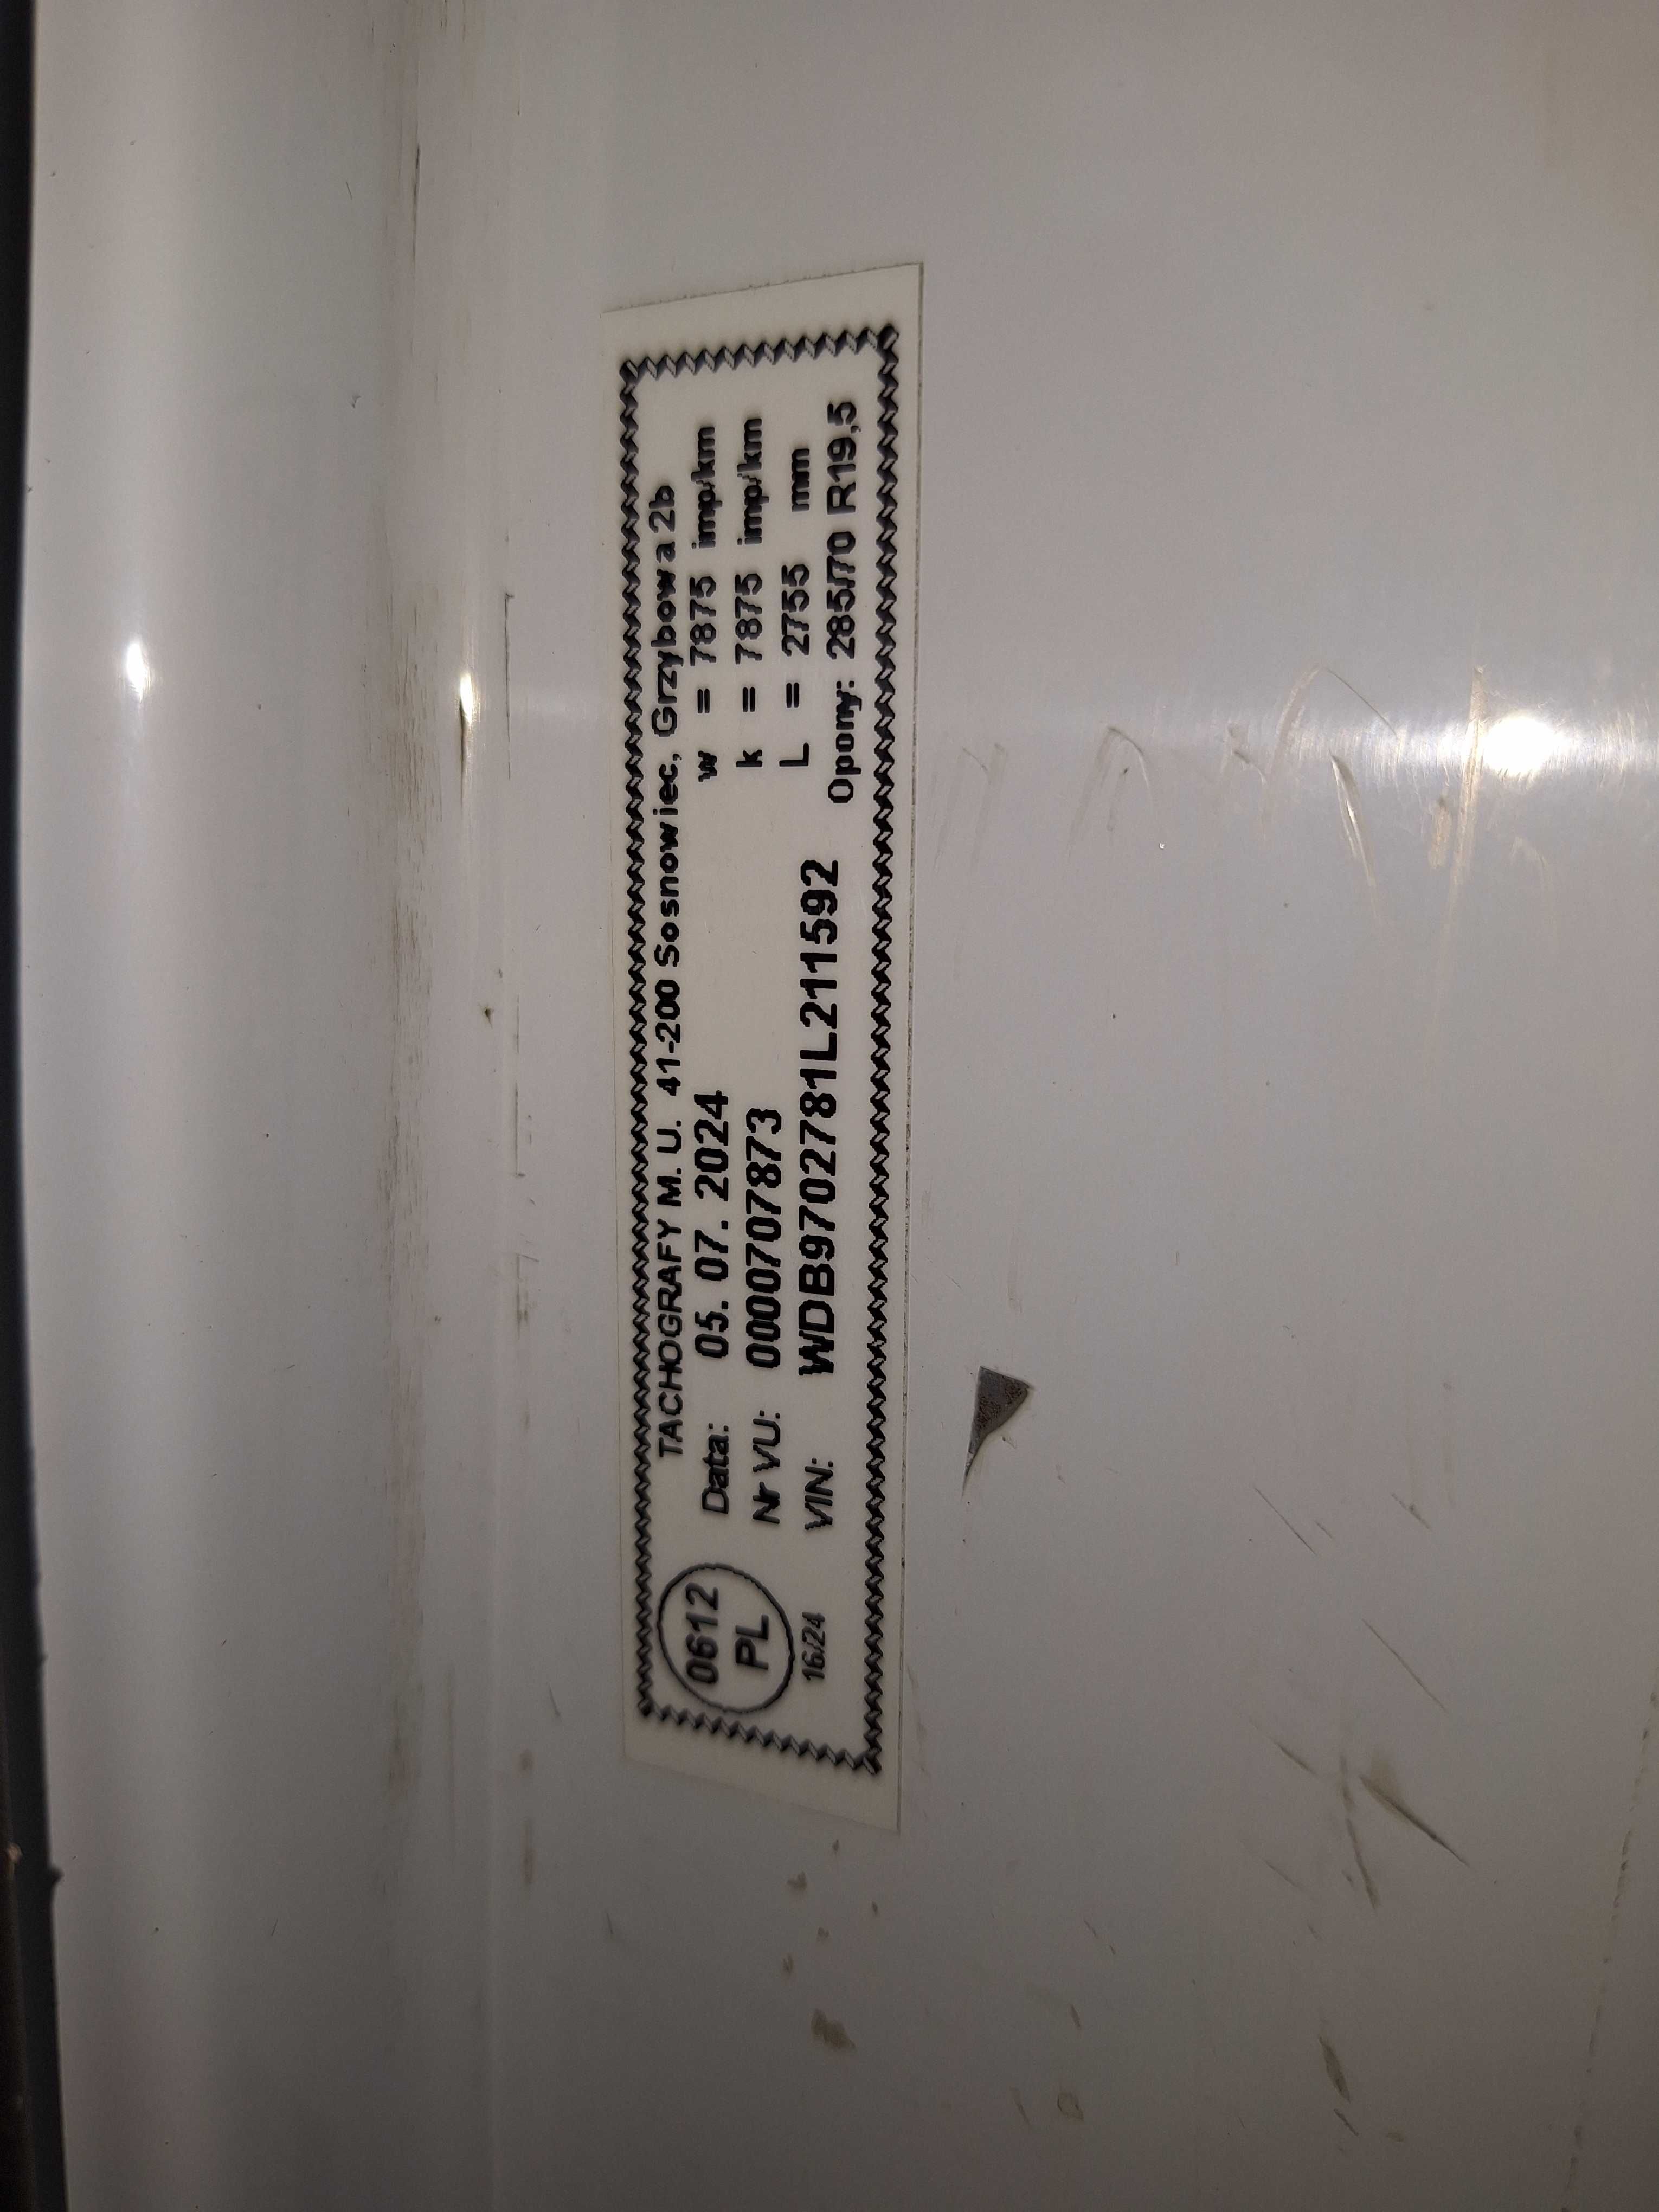 TACHOGRAFY M. U. 41-200 Sosnowiec, Grzybowa 2b
0612
PL
16/24
Data: 05. 07. 2024
Nr VU: 0000707873
VIN: WDB9702781L211592
w = 7875 imp/km
k = 7875 imp/km
L = 2755 mm
Opony: 285/70 R19,5